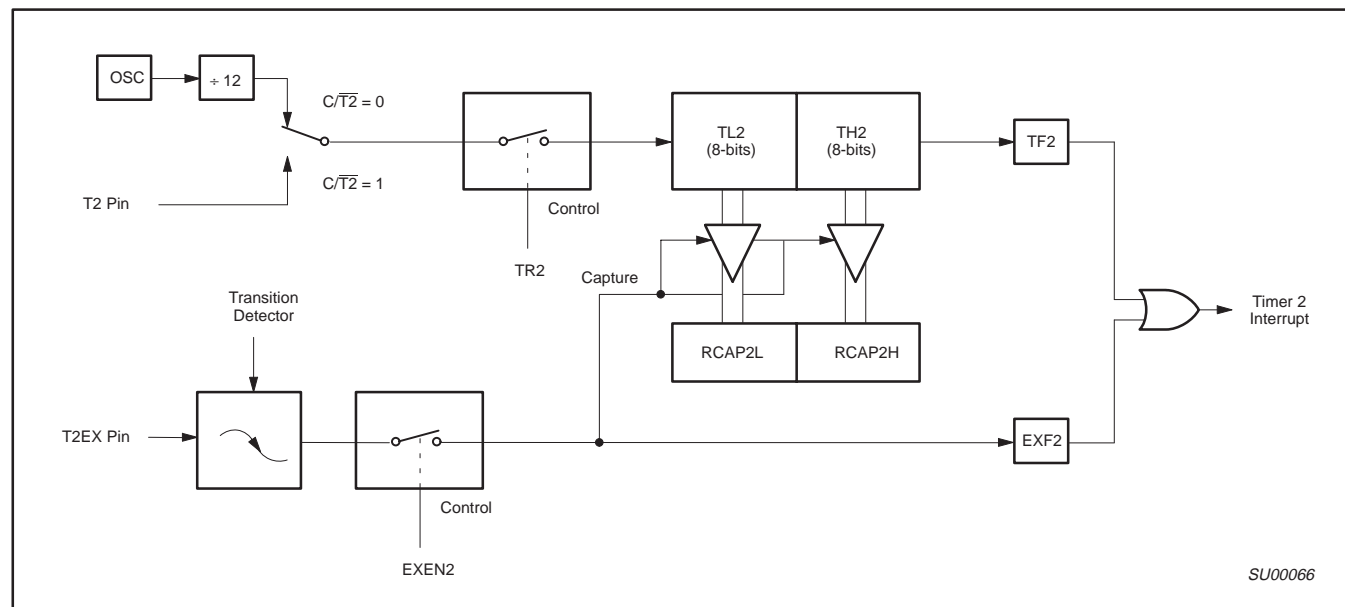 OSC
÷ 12
C/T2̅ = 0
C/T2̅ = 1
T2 Pin
Control
TR2
TL2
(8-bits)
TH2
(8-bits)
TF2
Capture
Transition
Detector
RCAP2L
RCAP2H
Timer 2
Interrupt
T2EX Pin
Control
EXEN2
EXF2
SU00066